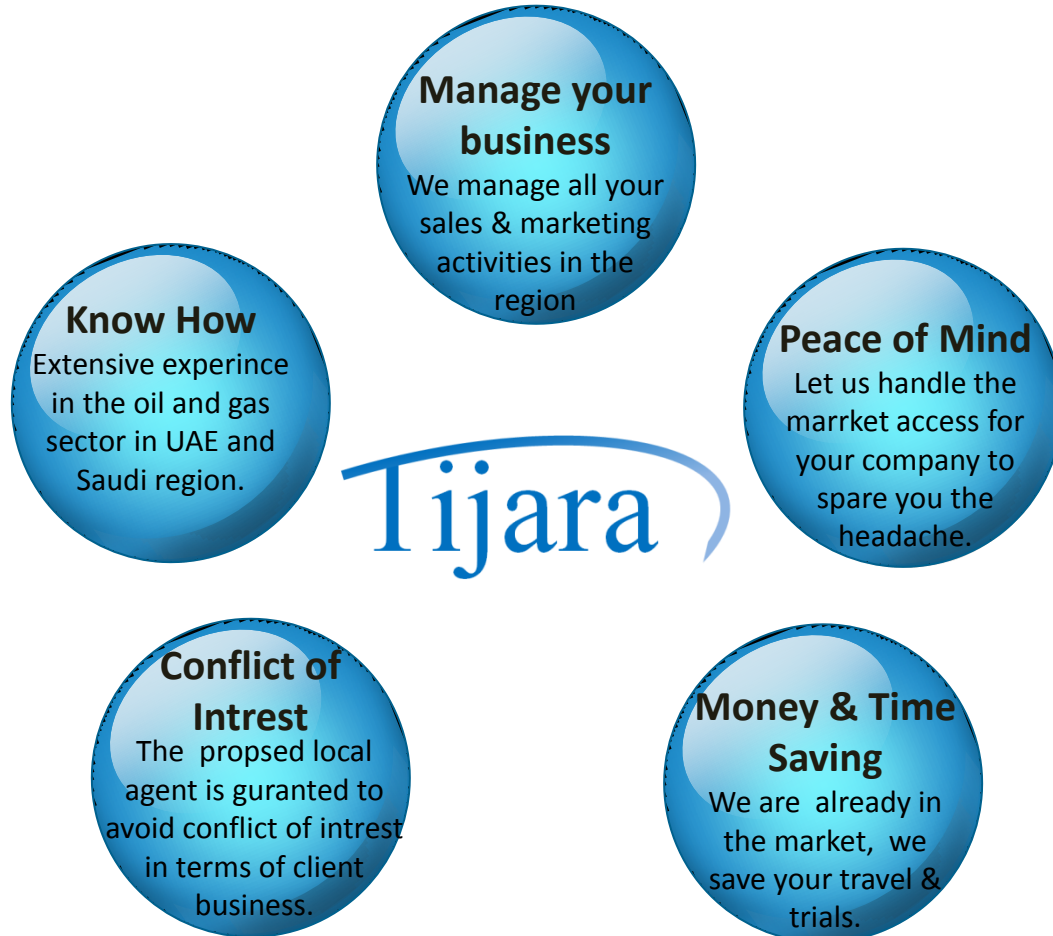 Manage your
business
We manage all your
sales & marketing
activities in the
region
Know How
Extensive experince
in the oil and gas
sector in UAE and
Saudi region.
Peace of Mind
Let us handle the
marrket access for
your company to
spare you the
headache.
Tijara
Conflict of
Intrest
The propsed local
agent is guranted to
avoid conflict of intrest
in terms of client
business.
Money & Time
Saving
We are already in
the market, we
save your travel &
trials.